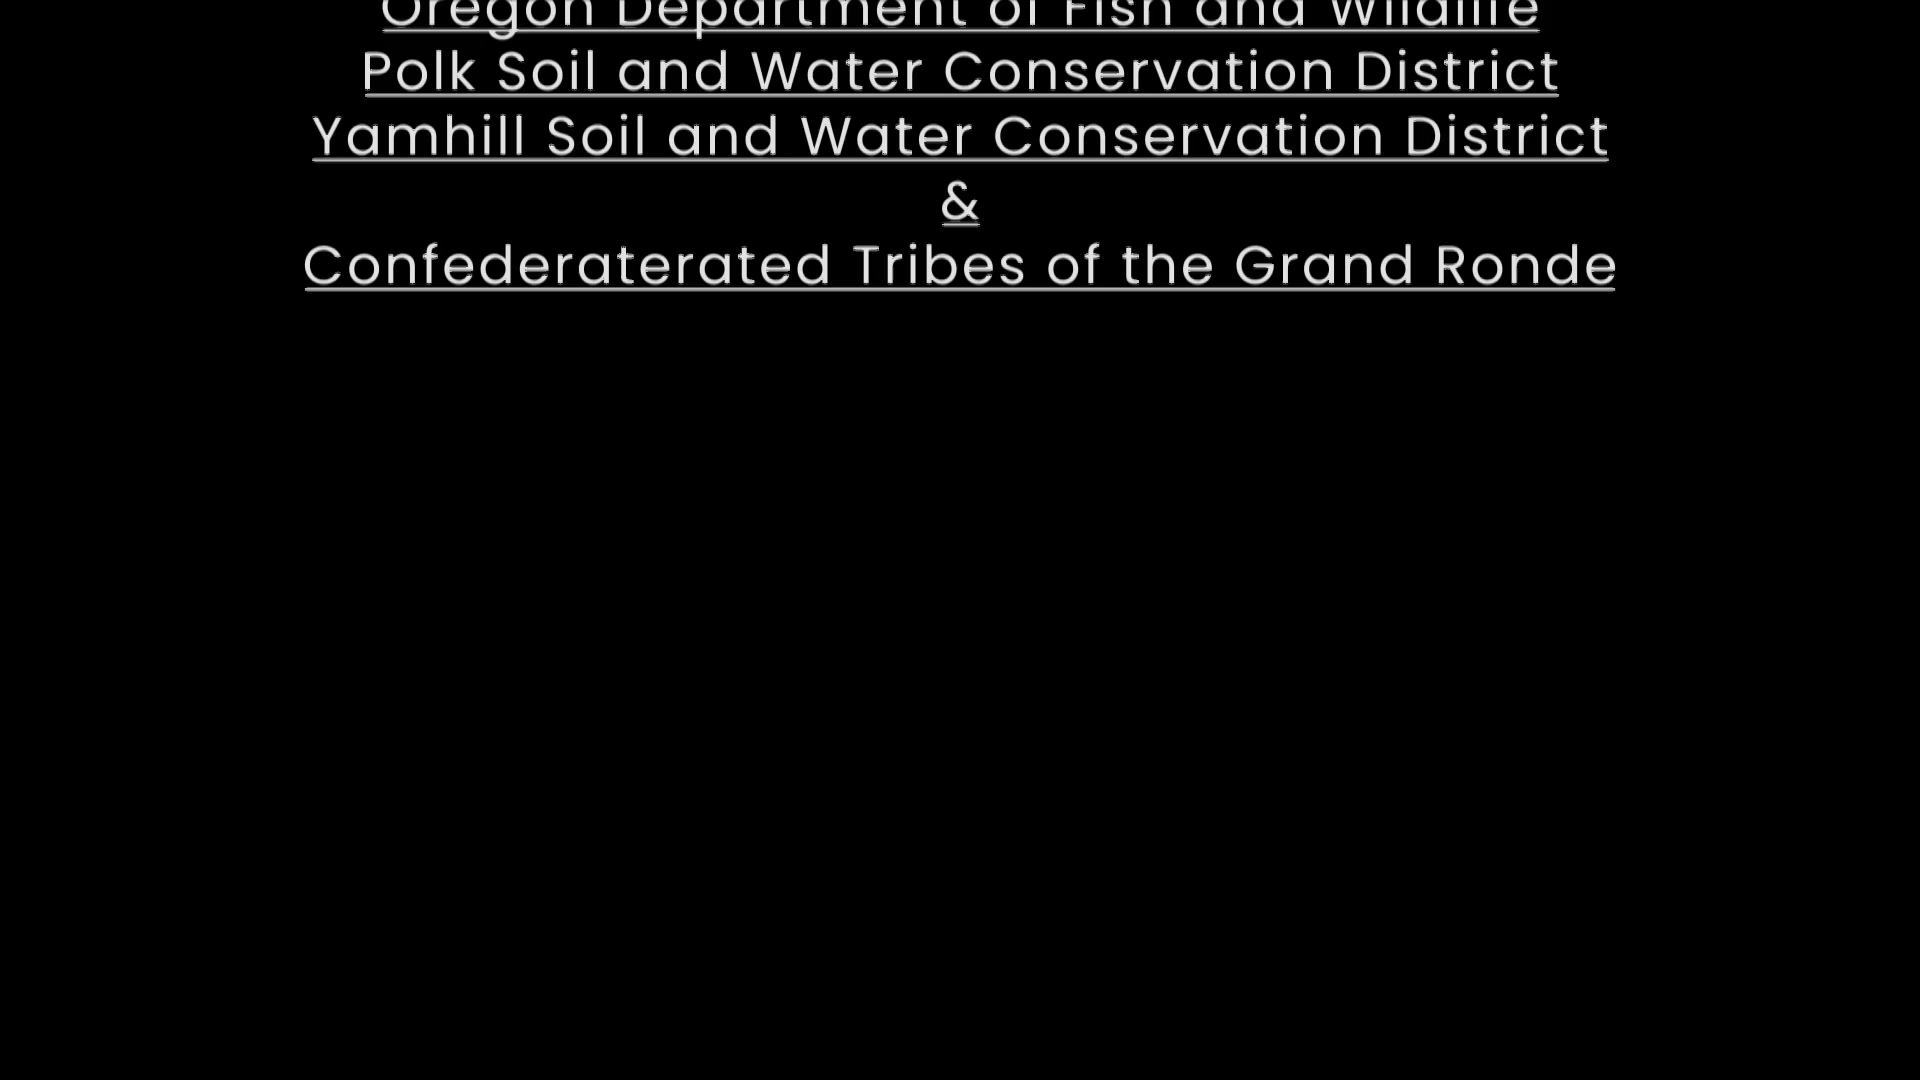 Oregon Department of Fish and Wildlife
Polk Soil and Water Conservation District
Yamhill Soil and Water Conservation District
&
Confederaterated Tribes of the Grand Ronde